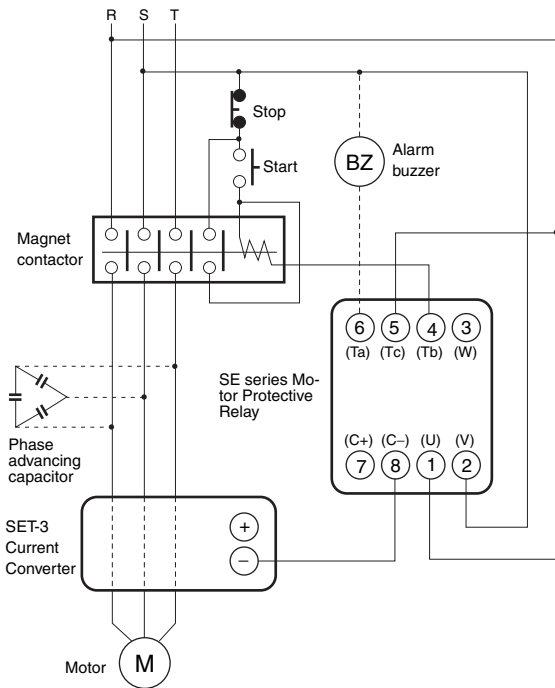 R S T
Stop
Start
BZ
Alarm
buzzer
Magnet
contactor
6 5 4 3
(Ta) (Tc) (Tb) (W)
SE series Mo-
tor Protective
Relay
(C+) (C−) (U) (V)
7 8 1 2
Phase
advancing
capacitor
SET-3
Current
Converter
+
−
Motor
M